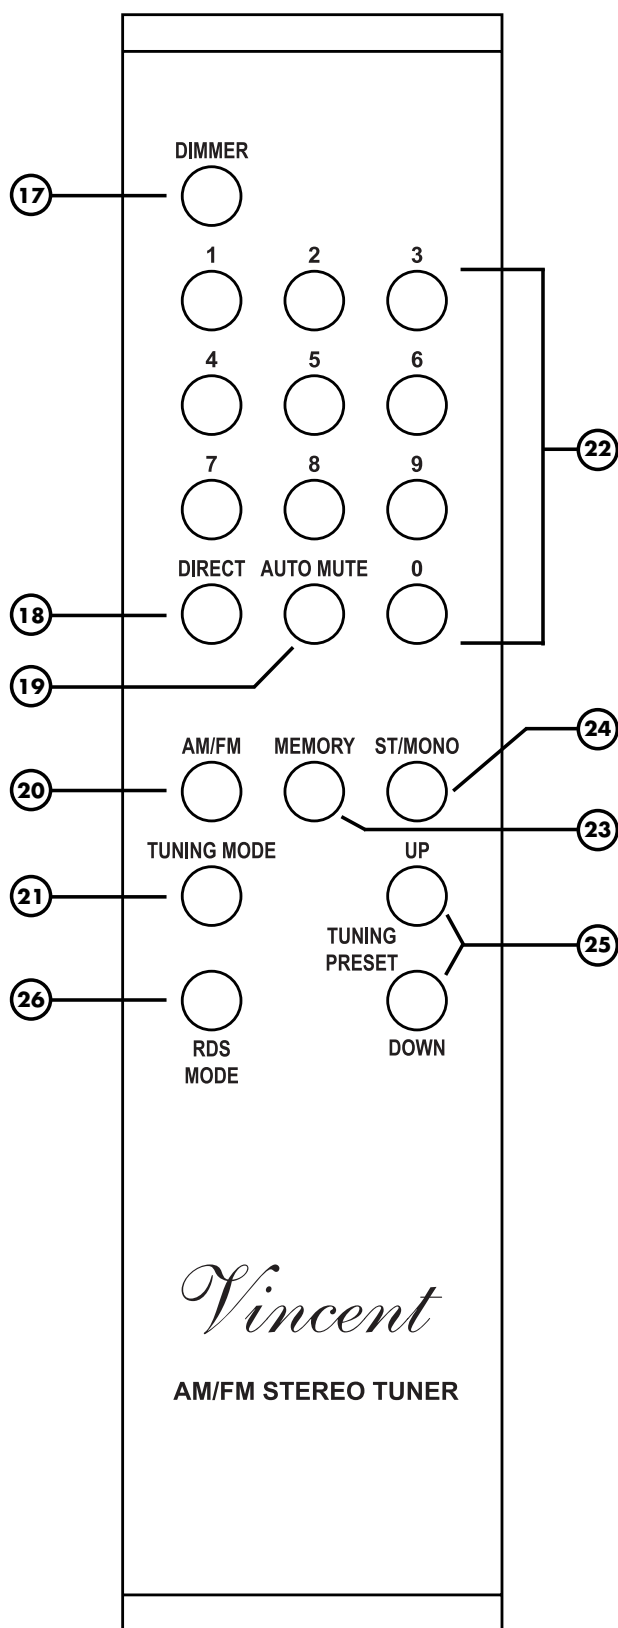 DIMMER
17
1 2 3
4 5 6
22
7 8 9
DIRECT AUTO MUTE 0
18
19
24
AM/FM MEMORY ST/MONO
20
23
TUNING MODE UP
21
TUNING
PRESET
25
26
RDS
MODE
DOWN
Vincent
AM/FM STEREO TUNER